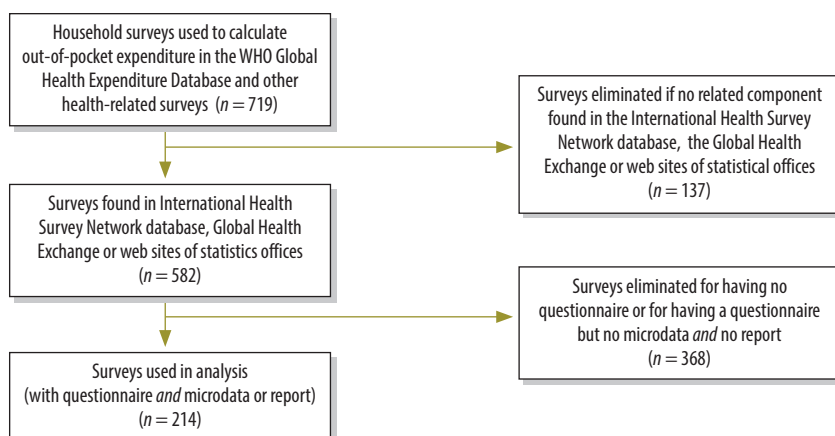 Household surveys used to calculate
out-of-pocket expenditure in the WHO Global
Health Expenditure Database and other
health-related surveys (n = 719)
Surveys eliminated if no related component
found in the International Health Survey
Network database, the Global Health
Exchange or web sites of statistical offices
(n = 137)
Surveys found in International Health
Survey Network database, Global Health
Exchange or web sites of statistics offices
(n = 582)
Surveys eliminated for having no
questionnaire or for having a questionnaire
but no microdata and no report
(n = 368)
Surveys used in analysis
(with questionnaire and microdata or report)
(n = 214)